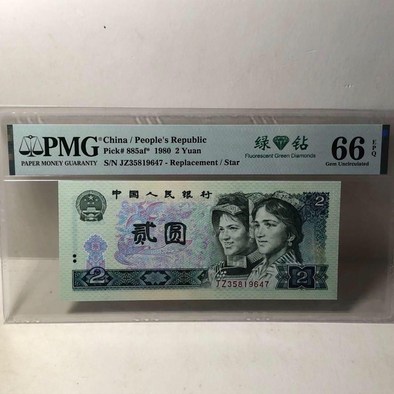 PMG
PAPER MONEY GUARANTY
China / People's Republic
Pick# 885af* 1980 2 Yuan
S/N JZ35819647 - Replacement / Star
绿 钻
Fluorescent Green Diamonds
66 EPQ
Gem Uncirculated
中国人民银行
2
贰圆
JZ35819647
2
2